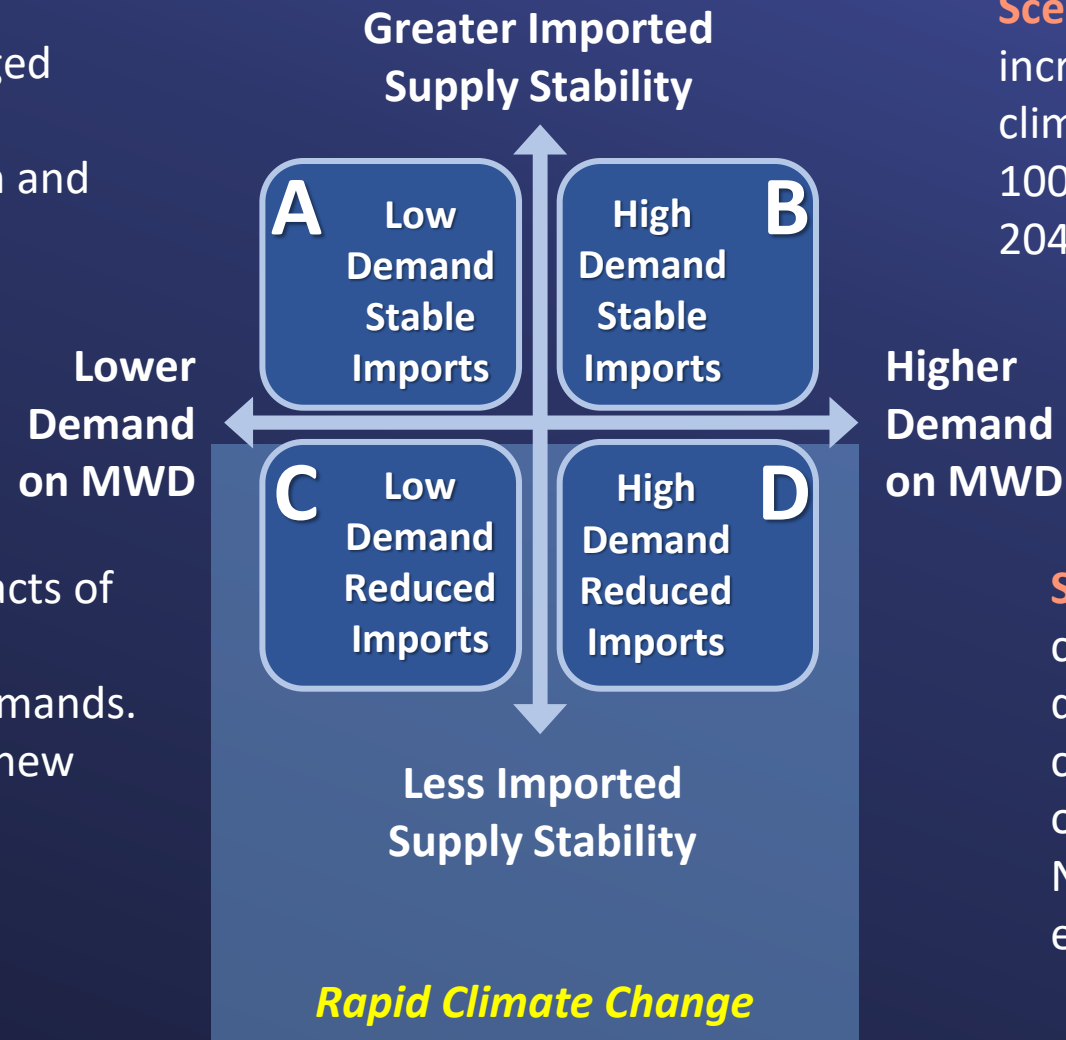 Greater Imported
Supply Stability
ged
n and
incr
clim
100
204
A
Low
Demand
Stable
Imports
B
High
Demand
Stable
Imports
Lower
Demand
on MWD
Higher
Demand
on MWD
C
Low
Demand
Reduced
Imports
D
High
Demand
Reduced
Imports
acts of
mands.
new
Less Imported
Supply Stability
Rapid Climate Change